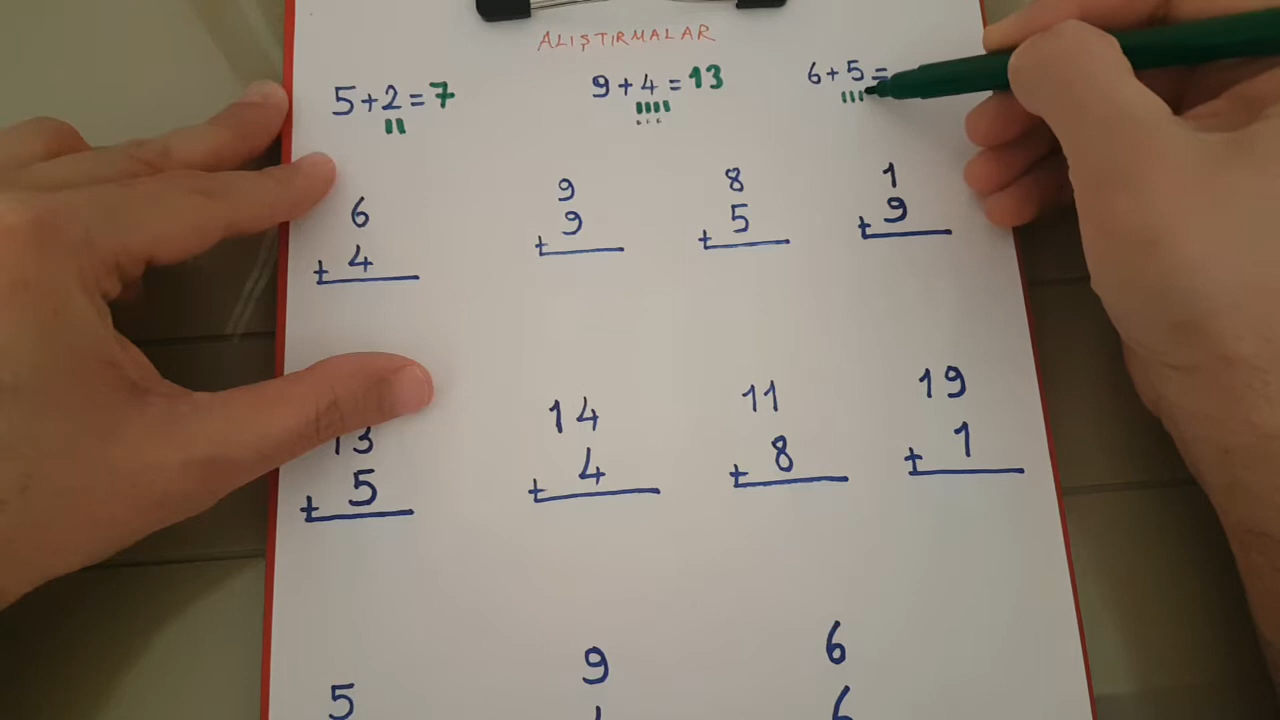 ALIŞTIRMALAR
5+2=7 9+4=13 6+5=
6 9 8 1
+ 4 + 9 + 5 + 9
13 14 11 19
+ 5 + 4 + 8 + 1
5 9 6